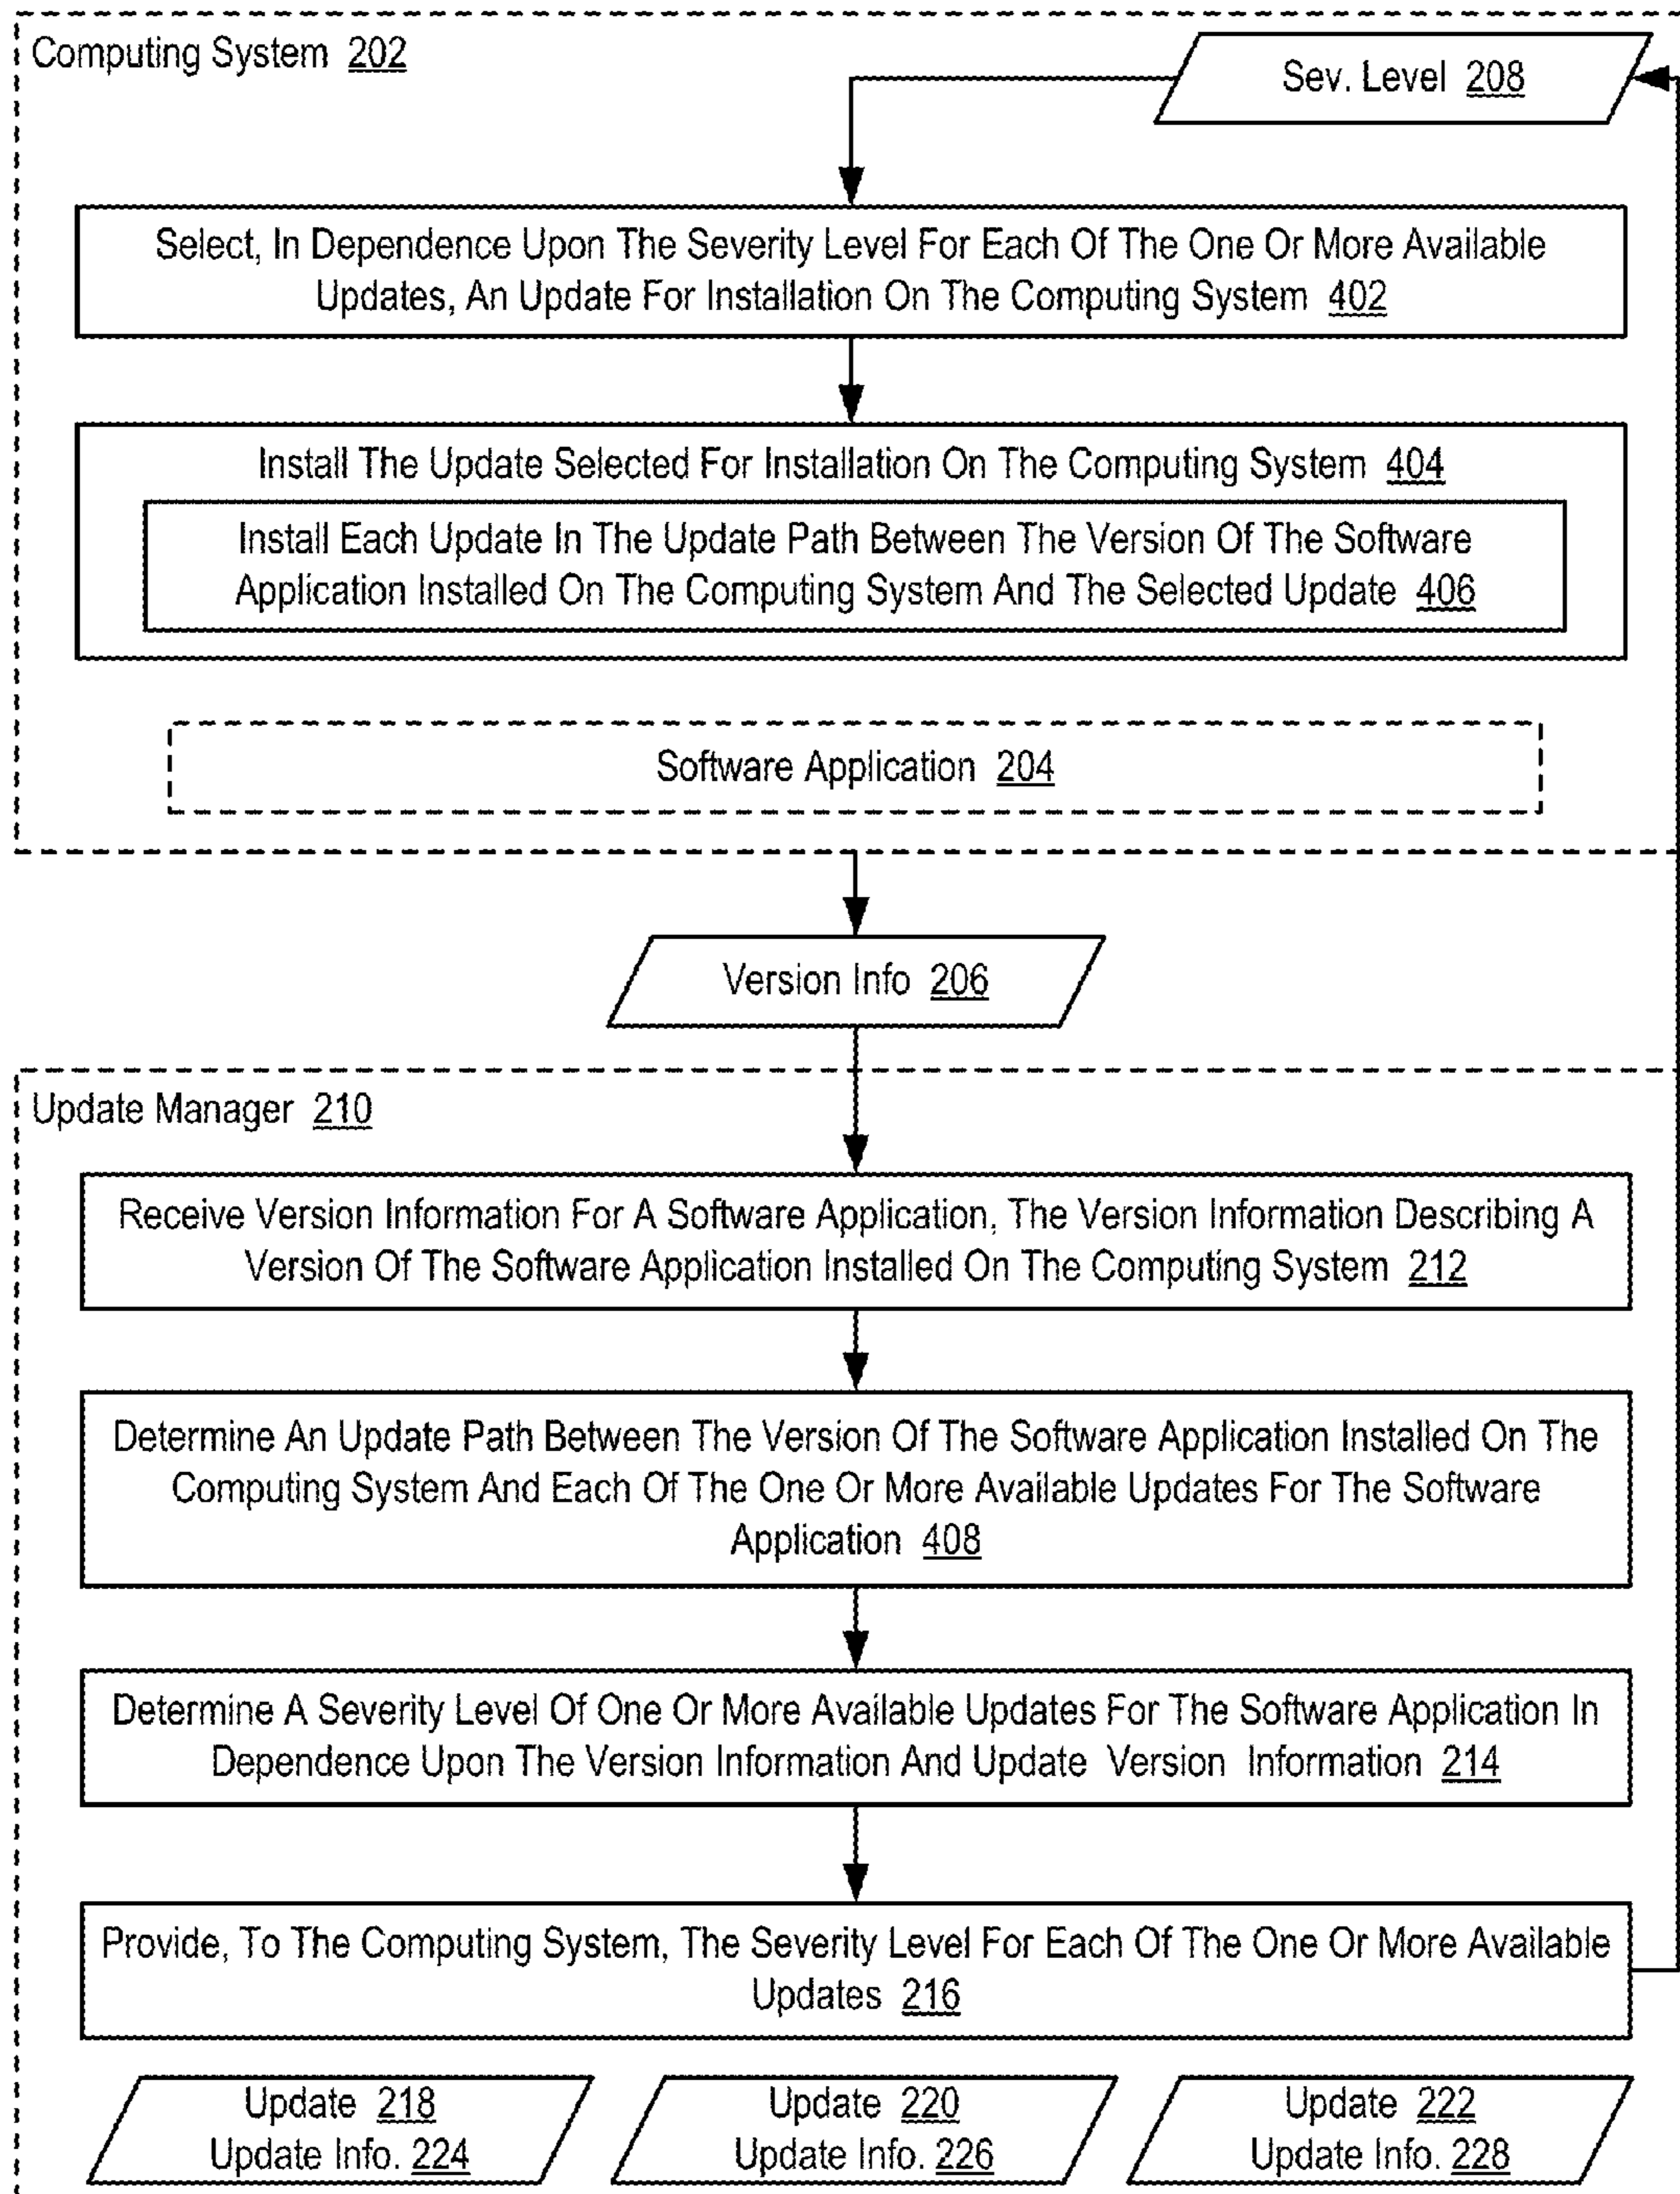 Computing System 202
Sev. Level 208
Select, In Dependence Upon The Severity Level For Each Of The One Or More Available
Updates, An Update For Installation On The Computing System 402
Install The Update Selected For Installation On The Computing System 404
Install Each Update In The Update Path Between The Version Of The Software
Application Installed On The Computing System And The Selected Update 406
Software Application 204
Version Info 206
Update Manager 210
Receive Version Information For A Software Application, The Version Information Describing A
Version Of The Software Application Installed On The Computing System 212
Determine An Update Path Between The Version Of The Software Application Installed On The
Computing System And Each Of The One Or More Available Updates For The Software
Application 408
Determine A Severity Level Of One Or More Available Updates For The Software Application In
Dependence Upon The Version Information And Update Version Information 214
Provide, To The Computing System, The Severity Level For Each Of The One Or More Available
Updates 216
Update 218
Update Info. 224
Update 220
Update Info. 226
Update 222
Update Info. 228